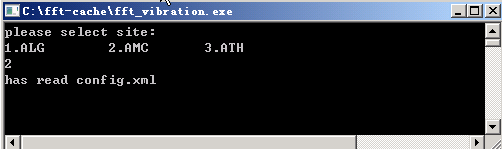 C:\fft-cache\fft_vibration.exe
please select site:
1.ALG 2.AMC 3.ATH
2
has read config.xml